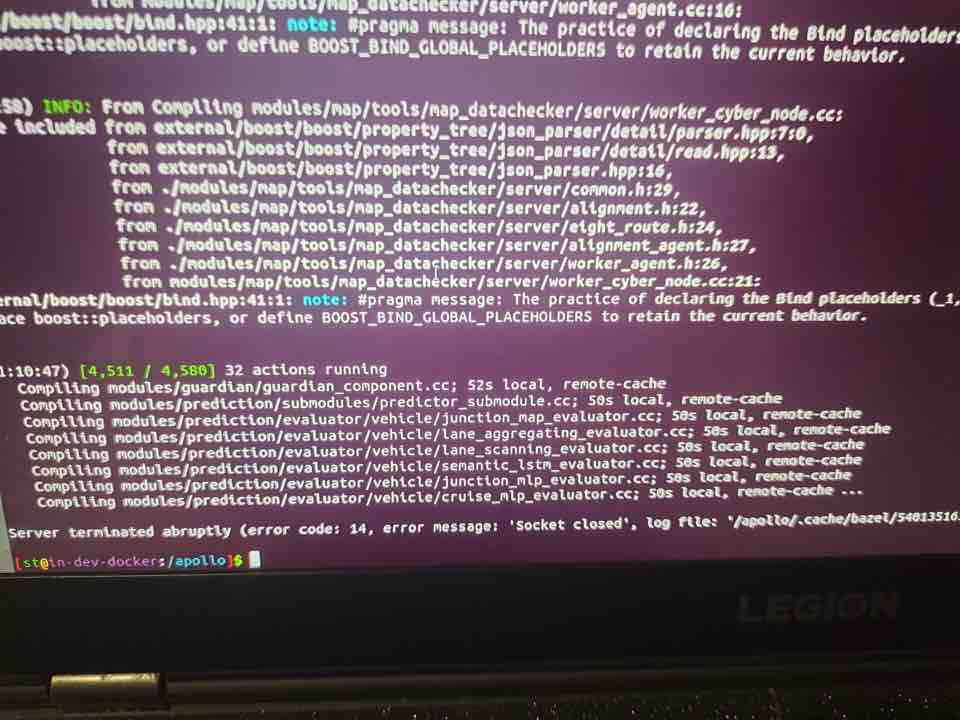 from modules/map/tools/map_datachecker/server/worker_agent.cc:16:
/boost/boost/bind.hpp:41:1: note: #pragma message: The practice of declaring the Bind placeholders
boost::placeholders, or define BOOST_BIND_GLOBAL_PLACEHOLDERS to retain the current behavior.
58) INFO: From Compiling modules/map/tools/map_datachecker/server/worker_cyber_node.cc:
e included from external/boost/boost/property_tree/json_parser/detail/parser.hpp:7:0,
from external/boost/boost/property_tree/json_parser/detail/read.hpp:13,
from external/boost/boost/property_tree/json_parser.hpp:16,
from ./modules/map/tools/map_datachecker/server/common.h:29,
from ./modules/map/tools/map_datachecker/server/alignment.h:22,
from ./modules/map/tools/map_datachecker/server/eight_route.h:24,
from ./modules/map/tools/map_datachecker/server/alignment_agent.h:27,
from ./modules/map/tools/map_datachecker/server/worker_agent.h:26,
from modules/map/tools/map_datachecker/server/worker_cyber_node.cc:21:
ernal/boost/boost/bind.hpp:41:1: note: #pragma message: The practice of declaring the Bind placeholders (_1,
ace boost::placeholders, or define BOOST_BIND_GLOBAL_PLACEHOLDERS to retain the current behavior.
1:10:47) [4,511 / 4,580] 32 actions running
Compiling modules/guardian/guardian_component.cc; 52s local, remote-cache
Compiling modules/prediction/submodules/predictor_submodule.cc; 50s local, remote-cache
Compiling modules/prediction/evaluator/vehicle/junction_map_evaluator.cc; 50s local, remote-cache
Compiling modules/prediction/evaluator/vehicle/lane_aggregating_evaluator.cc; 50s local, remote-cache
Compiling modules/prediction/evaluator/vehicle/lane_scanning_evaluator.cc; 50s local, remote-cache
Compiling modules/prediction/evaluator/vehicle/semantic_lstm_evaluator.cc; 50s local, remote-cache
Compiling modules/prediction/evaluator/vehicle/junction_mlp_evaluator.cc; 50s local, remote-cache
Compiling modules/prediction/evaluator/vehicle/cruise_mlp_evaluator.cc; 50s local, remote-cache ...
Server terminated abruptly (error code: 14, error message: 'Socket closed', log file: '/apollo/.cache/bazel/54013516
[st@in-dev-docker:/apollo]$
LEGION